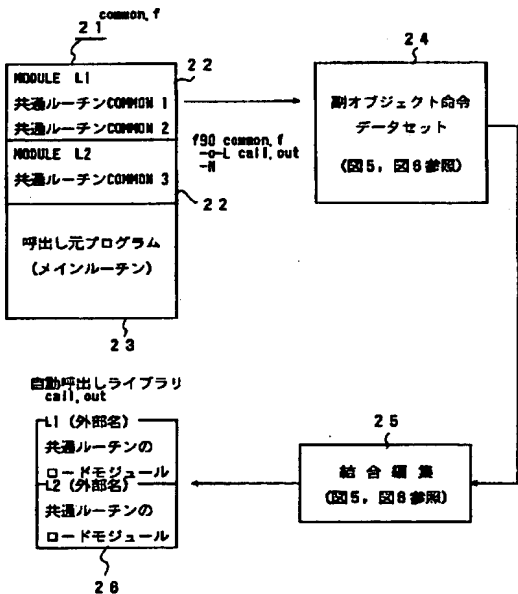 common.f
21
22
MODULE L1
共通ルーチンCOMMON 1
共通ルーチンCOMMON 2
MODULE L2
共通ルーチンCOMMON 3
22
呼出し元プログラム
(メインルーチン)
23
f90 common.f
-o-L call.out
-N
24
副オブジェクト命令
データセット
(図5, 図6参照)
25
結合編集
(図5, 図6参照)
自動呼出しライブラリ
call.out
L1 (外部名)
共通ルーチンの
ロードモジュール
L2 (外部名)
共通ルーチンの
ロードモジュール
26